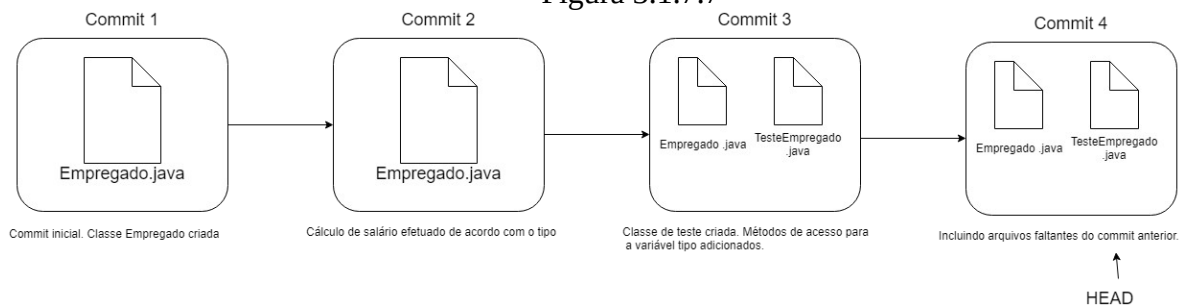 Figura 3.1.7.7
Commit 1
Commit 2
Commit 3
Commit 4
Empregado.java
Empregado.java
Empregado .java
TesteEmpregado
.java
Empregado .java
TesteEmpregado
.java
Commit inicial. Classe Empregado criada
Cálculo de salário efetuado de acordo com o tipo
Classe de teste criada. Métodos de acesso para
a variável tipo adicionados.
Incluindo arquivos faltantes do commit anterior.
HEAD